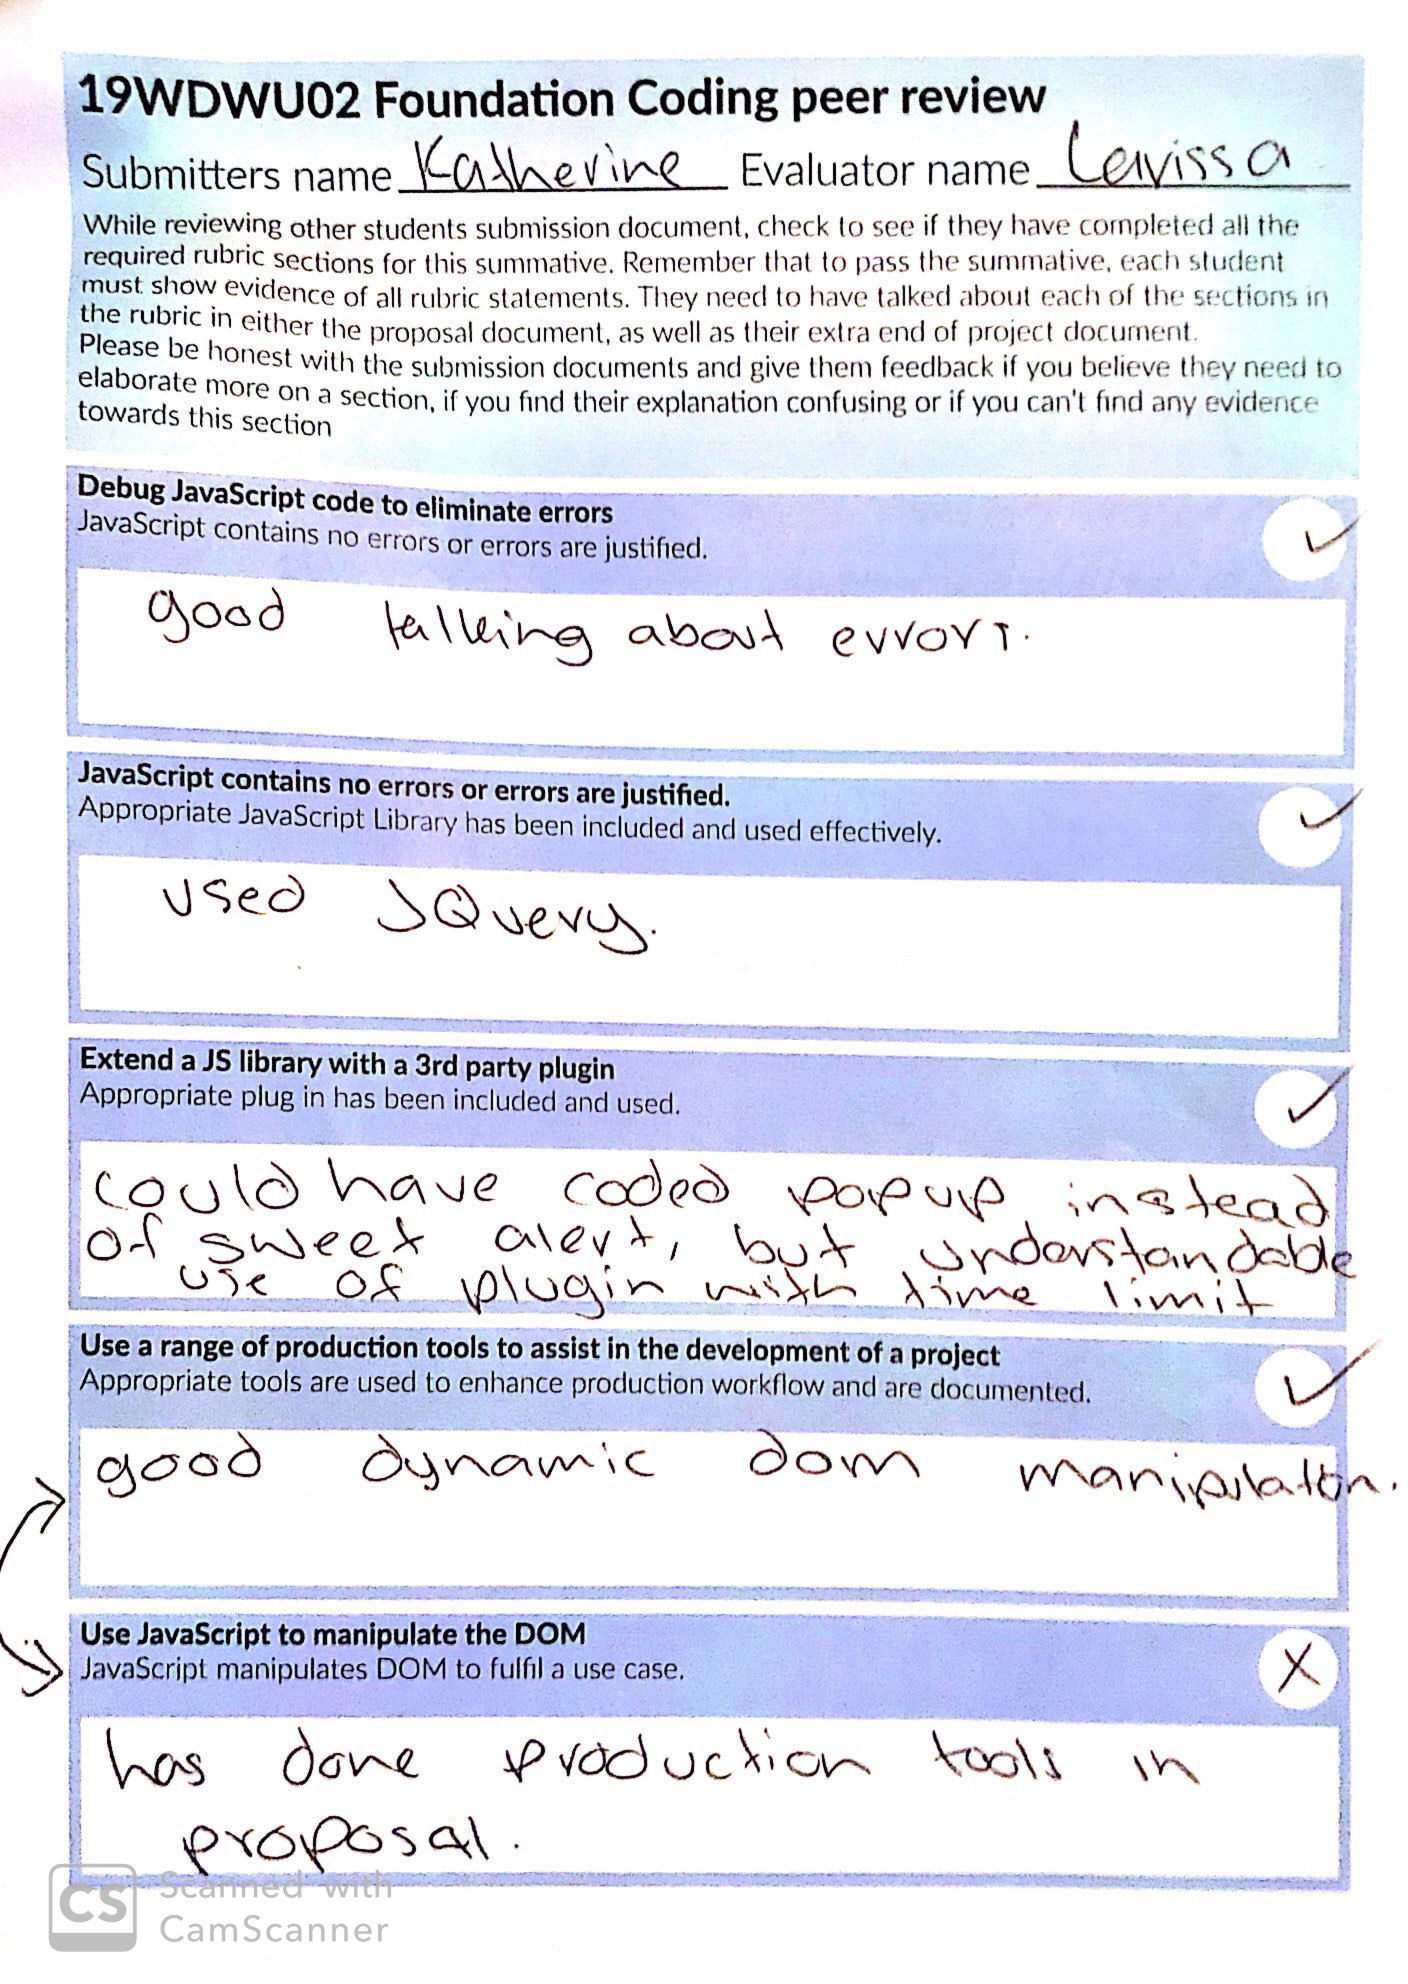 19WDWU02 Foundation Coding peer review
Submitters name Katherine Evaluator name
While reviewing other students submission document, check to see if they have completed all the
required rubric sections for this summative. Remember that to pass the summative, each student
must show evidence of all rubric statements. They need to have talked about each of the sections in
the rubric in either the proposal document, as well as their extra end of project document.
Please be honest with the submission documents and give them feedback if you believe they need to
elaborate more on a section, if you find their explanation confusing or if you can't find any evidence
towards this section
Debug JavaScript code to eliminate errors
JavaScript contains no errors or errors are justified.
good talking about errors.
JavaScript contains no errors or errors are justified.
Appropriate JavaScript Library has been included and used effectively.
used JQuery.
Extend a JS library with a 3rd party plugin
Appropriate plug in has been included and used.
could have coded popup instead
of sweet alert, but understandable
use of plugin with time limit
Use a range of production tools to assist in the development of a project
Appropriate tools are used to enhance production workflow and are documented.
good dynamic dom manipulation.
Use JavaScript to manipulate the DOM
JavaScript manipulates DOM to fulfil a use case.
X
has done production tools in
proposal.
CS Scanned with
CamScanner